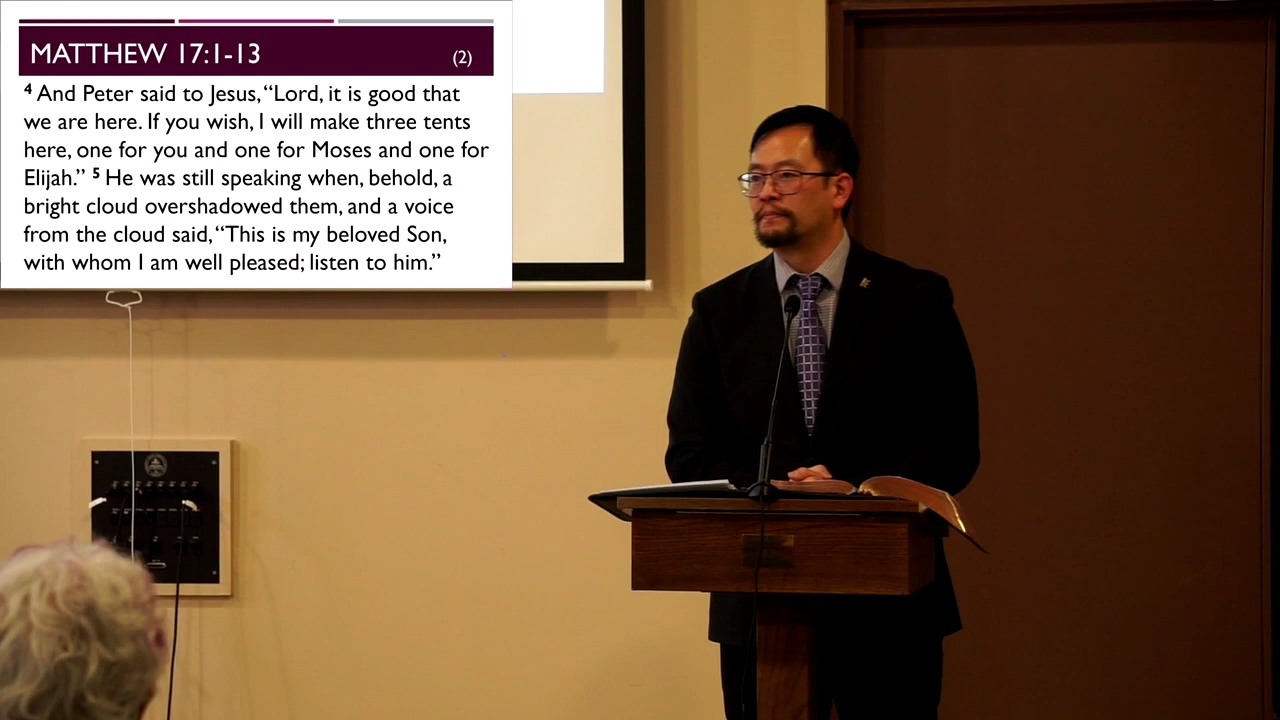 MATTHEW 17:1-13 (2)
⁴ And Peter said to Jesus, “Lord, it is good that
we are here. If you wish, I will make three tents
here, one for you and one for Moses and one for
Elijah.” ⁵ He was still speaking when, behold, a
bright cloud overshadowed them, and a voice
from the cloud said, “This is my beloved Son,
with whom I am well pleased; listen to him.”